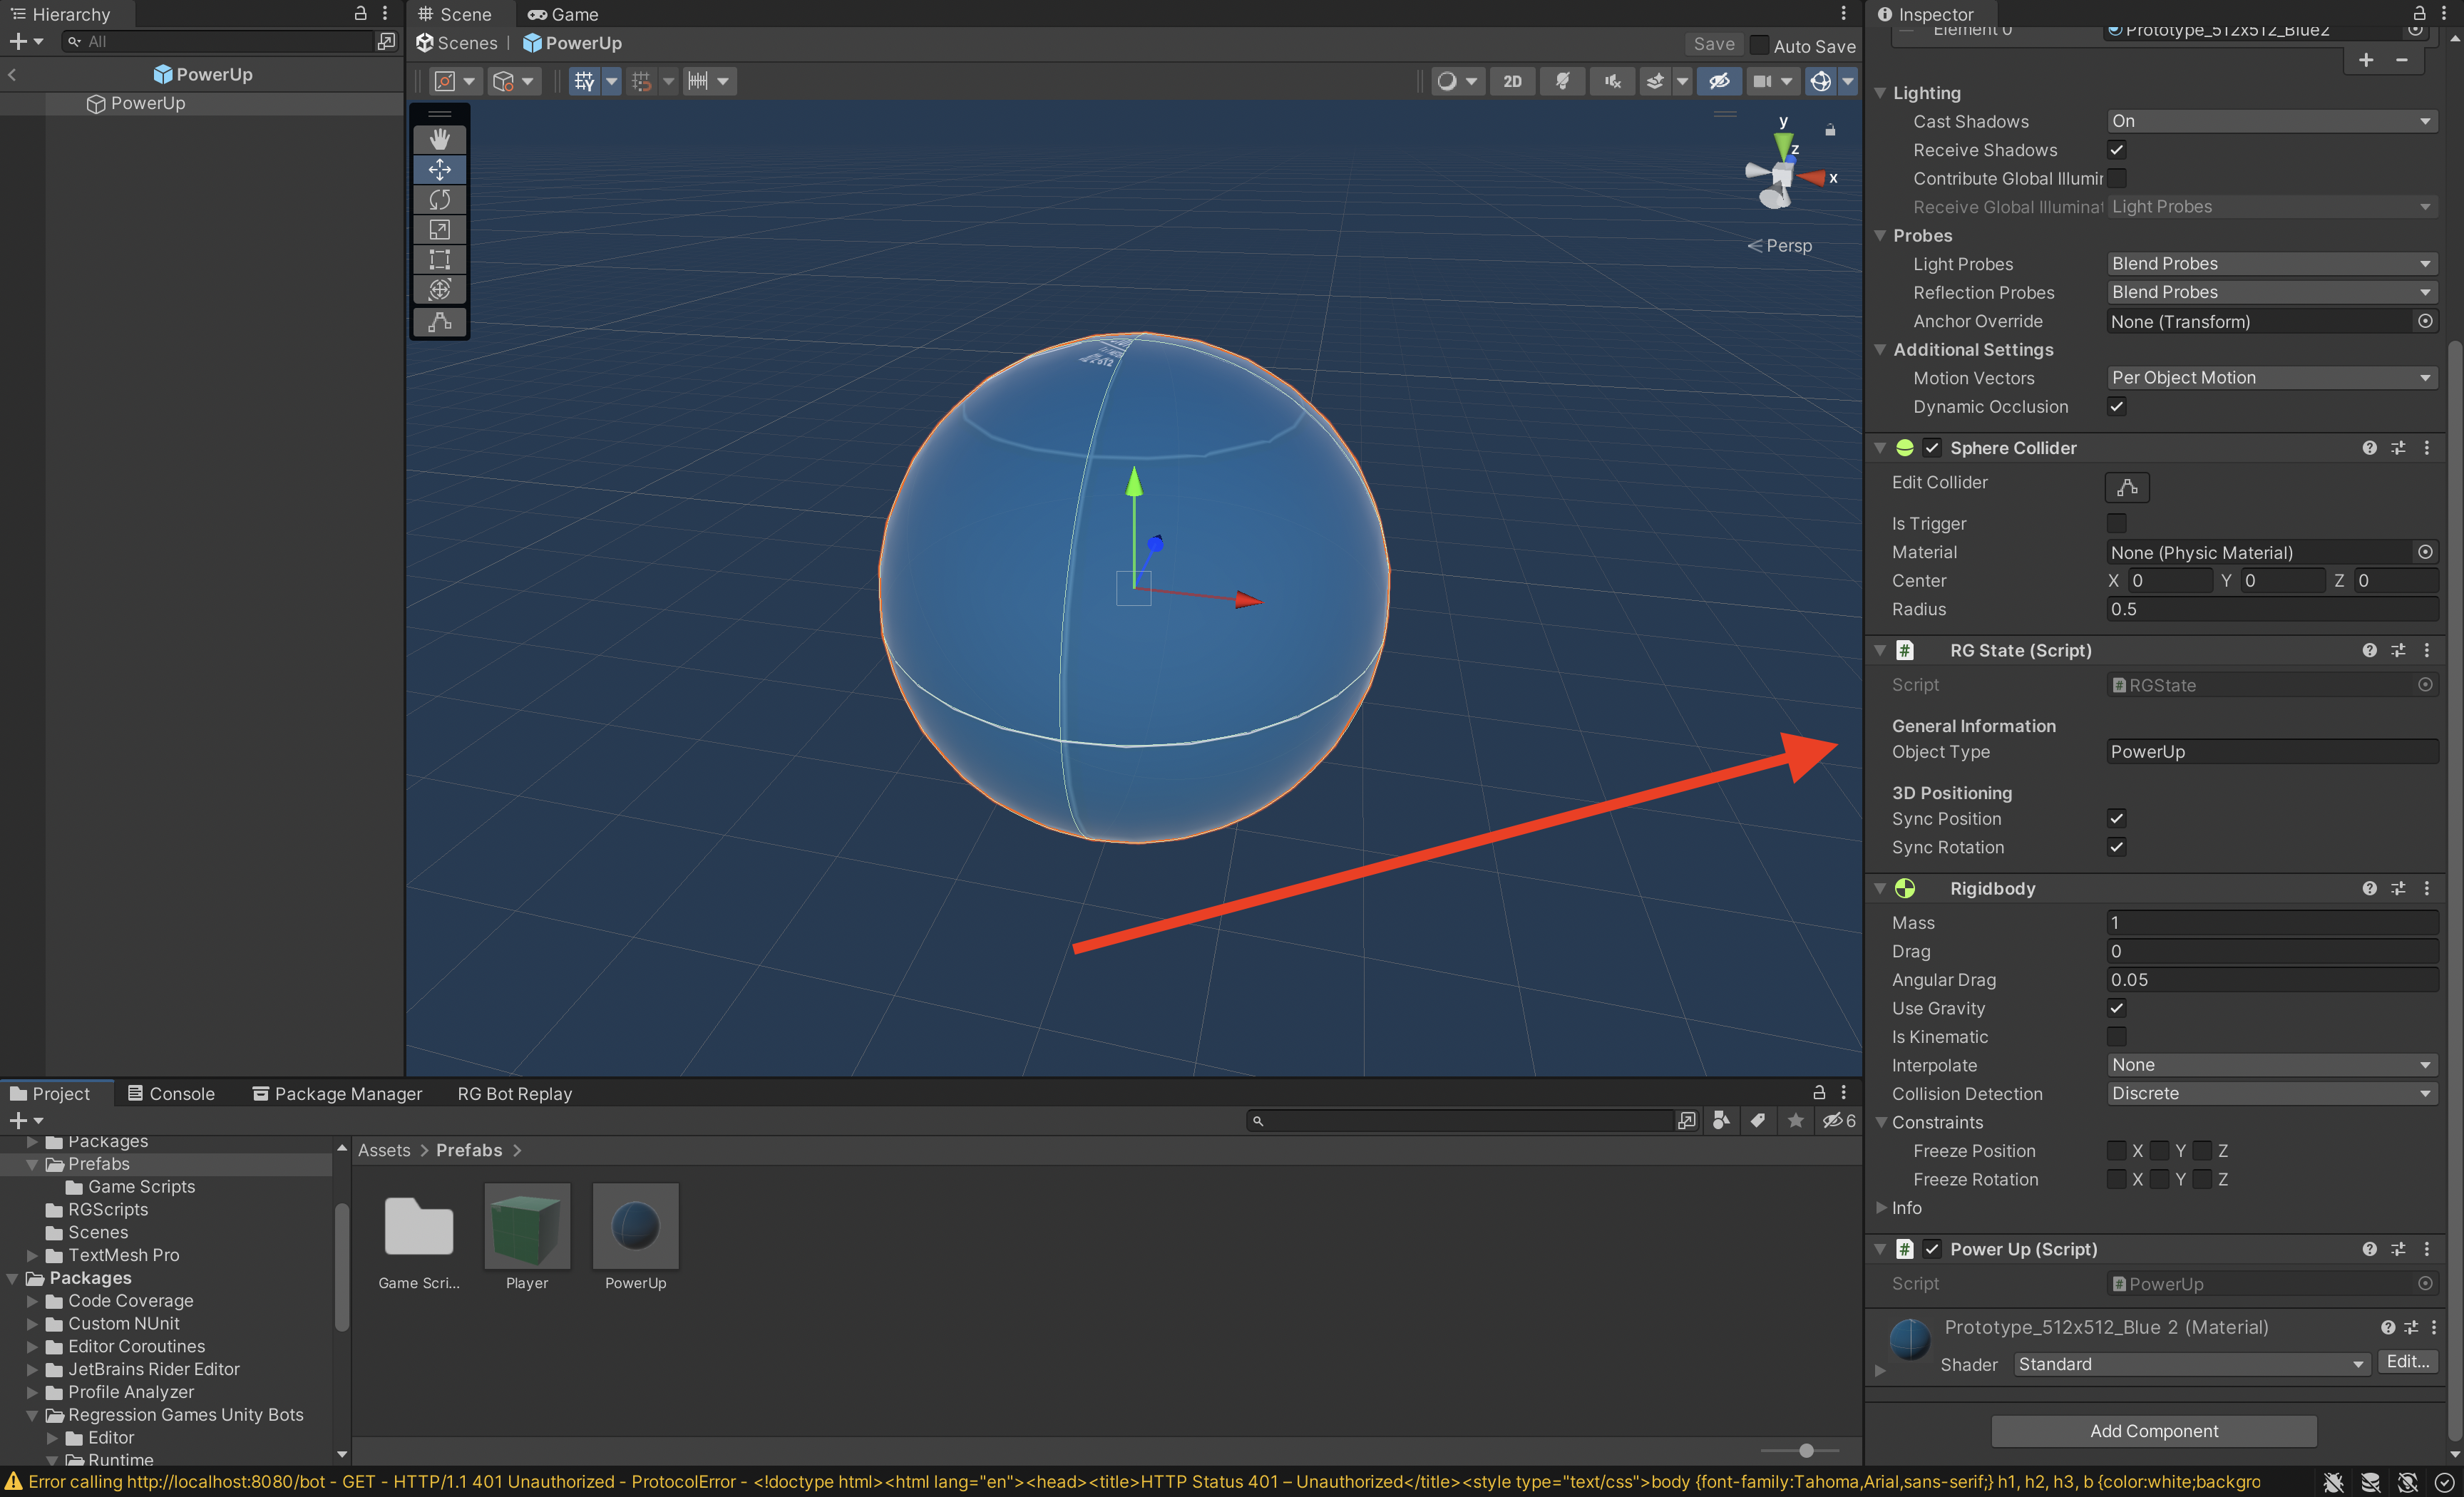 Hierarchy
All
PowerUp
PowerUp
Scene
Game
Scenes | PowerUp
Save
Auto Save
2D
y
z
x
Persp
Inspector
Element 0
Prototype_512x512_Blue2
Lighting
Cast Shadows
On
Receive Shadows
Contribute Global Illumir
Receive Global Illuminat
Light Probes
Probes
Light Probes
Blend Probes
Reflection Probes
Blend Probes
Anchor Override
None (Transform)
Additional Settings
Motion Vectors
Per Object Motion
Dynamic Occlusion
Sphere Collider
Edit Collider
Is Trigger
Material
None (Physic Material)
Center
X 0 Y 0 Z 0
Radius
0.5
# RG State (Script)
Script
# RGState
General Information
Object Type
PowerUp
3D Positioning
Sync Position
Sync Rotation
Rigidbody
Mass
1
Drag
0
Angular Drag
0.05
Use Gravity
Is Kinematic
Interpolate
None
Collision Detection
Discrete
Constraints
Freeze Position
X Y Z
Freeze Rotation
X Y Z
Info
# Power Up (Script)
Script
# PowerUp
Prototype_512x512_Blue 2 (Material)
Shader
Standard
Edit...
Add Component
Project
Console
Package Manager
RG Bot Replay
6
Packages
Prefabs
Game Scripts
RGScripts
Scenes
TextMesh Pro
Packages
Code Coverage
Custom NUnit
Editor Coroutines
JetBrains Rider Editor
Profile Analyzer
Regression Games Unity Bots
Editor
Runtime
Assets > Prefabs >
Game Scri...
Player
PowerUp
Error calling http://localhost:8080/bot - GET - HTTP/1.1 401 Unauthorized - ProtocolError - <!doctype html><html lang="en"><head><title>HTTP Status 401 – Unauthorized</title><style type="text/css">body {font-family:Tahoma,Arial,sans-serif;} h1, h2, h3, b {color:white;backgro